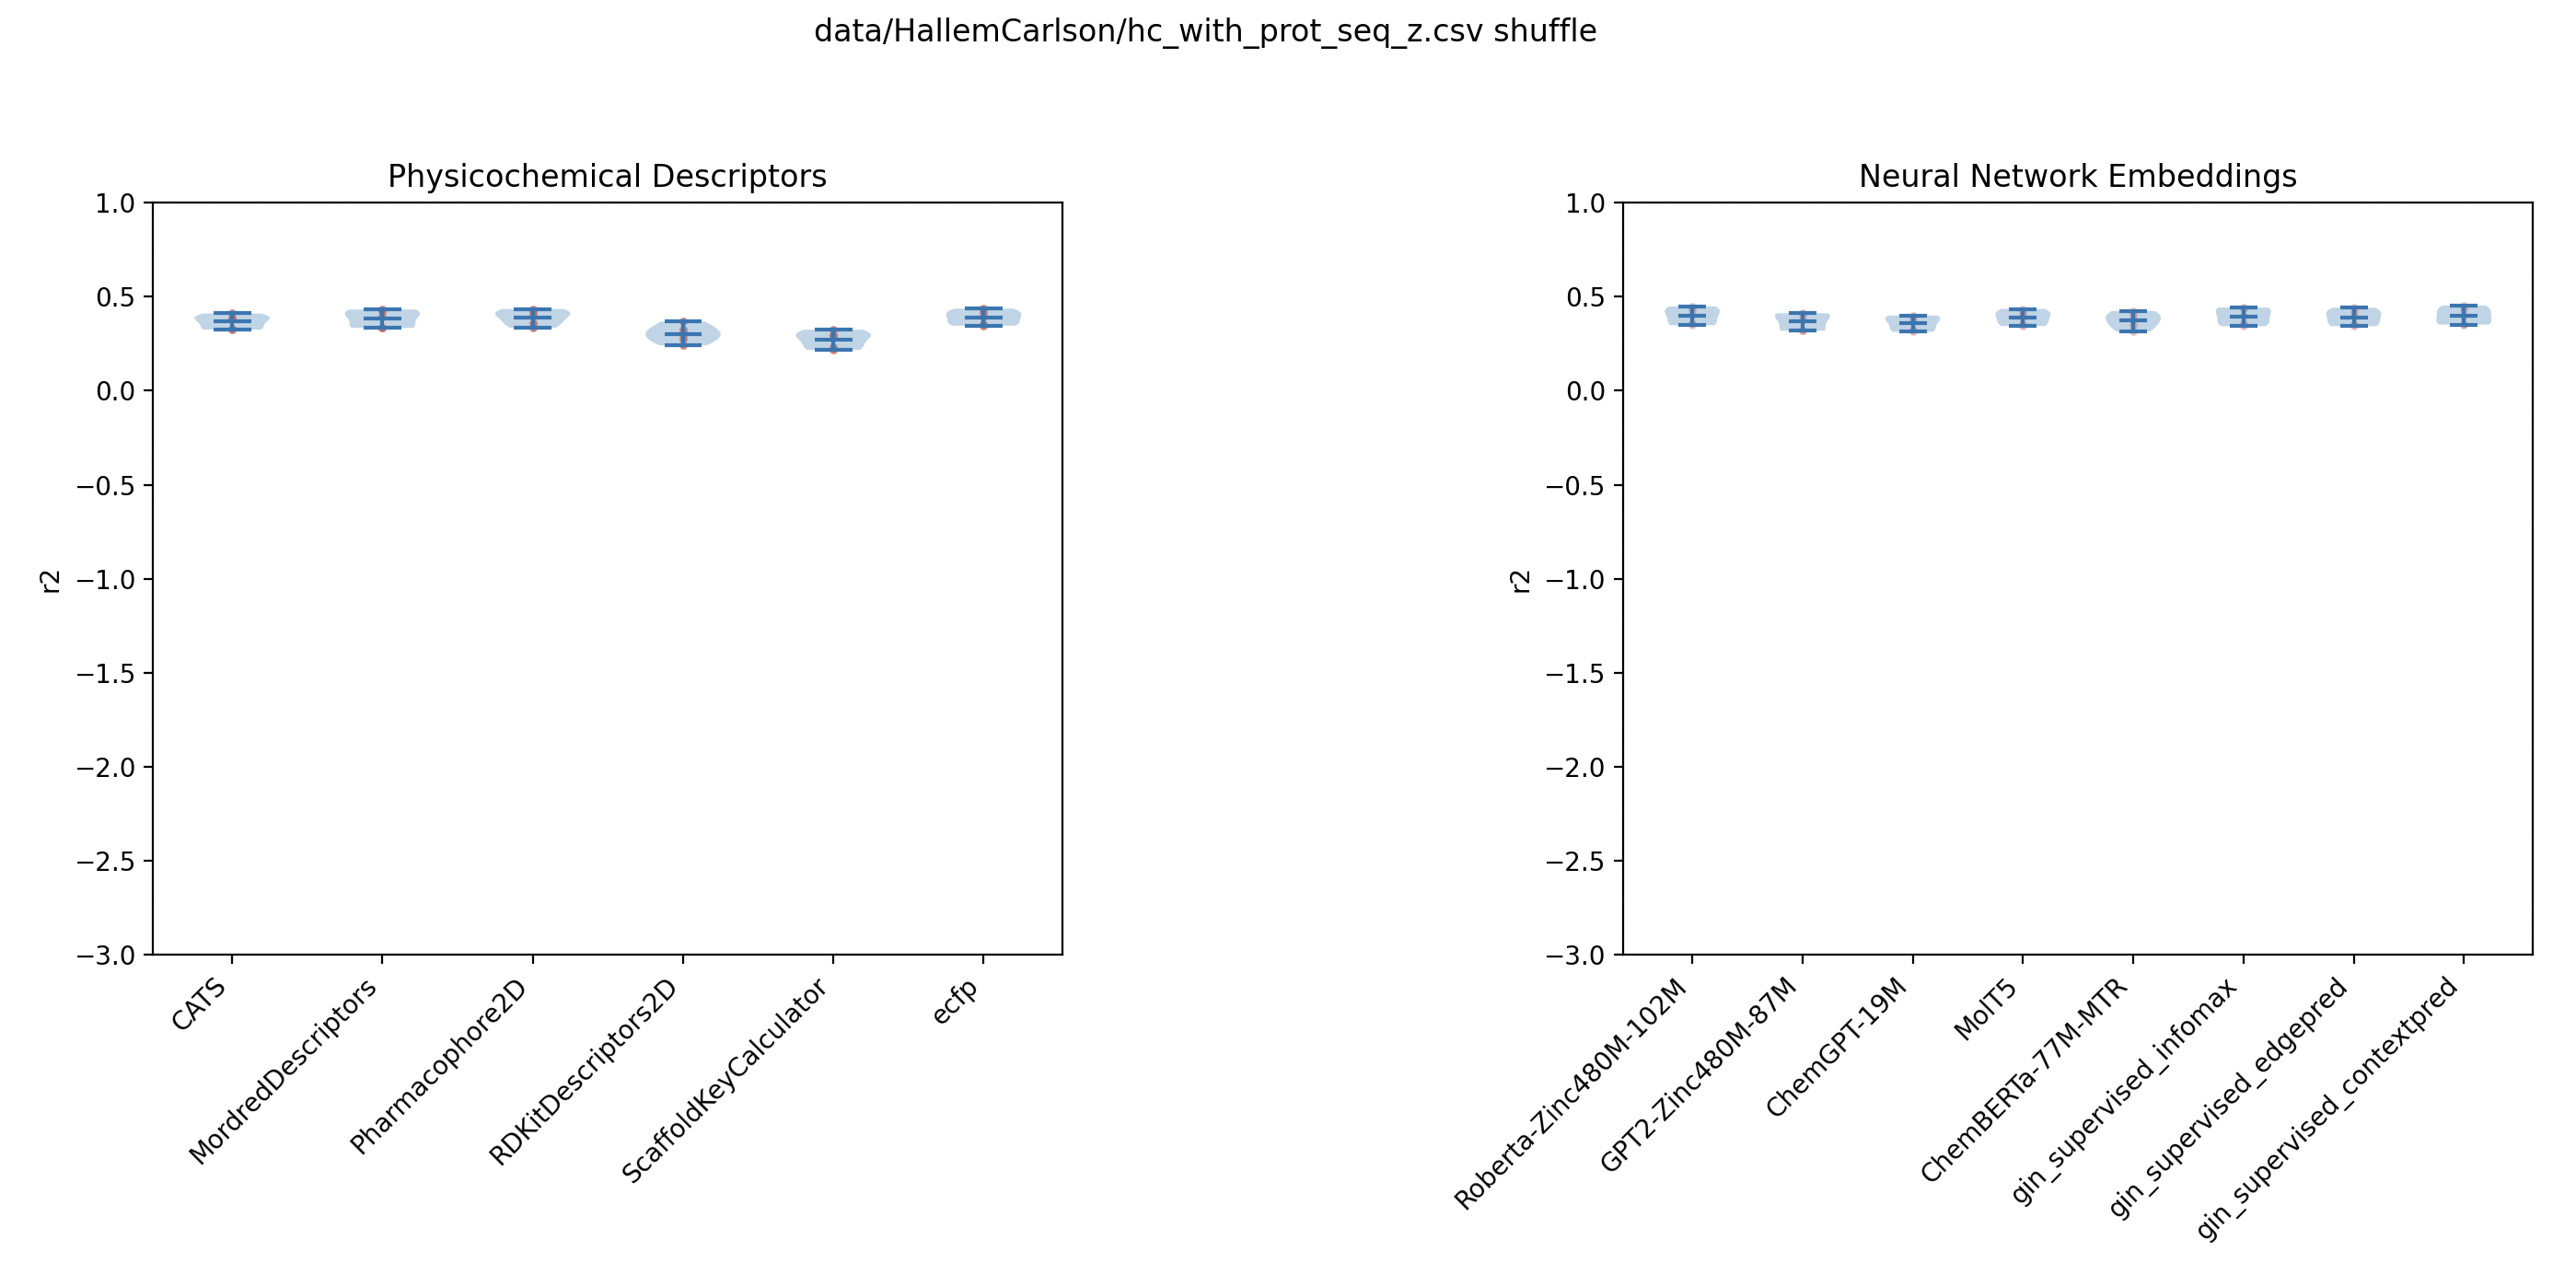 data/HallemCarlson/hc_with_prot_seq_z.csv shuffle
Physicochemical Descriptors
1.0
0.5
0.0
−0.5
−1.0
−1.5
−2.0
−2.5
−3.0
r2
CATS
MordredDescriptors
Pharmacophore2D
RDKitDescriptors2D
ScaffoldKeyCalculator
ecfp
Neural Network Embeddings
1.0
0.5
0.0
−0.5
−1.0
−1.5
−2.0
−2.5
−3.0
r2
Roberta-Zinc480M-102M
GPT2-Zinc480M-87M
ChemGPT-19M
MolT5
ChemBERTa-77M-MTR
gin_supervised_infomax
gin_supervised_edgepred
gin_supervised_contextpred